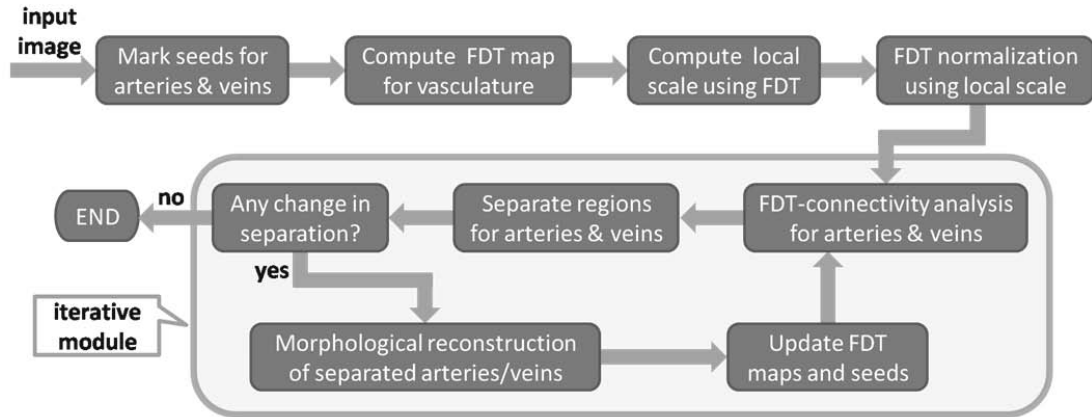 input
image
Mark seeds for
arteries & veins
Compute FDT map
for vasculature
Compute local
scale using FDT
FDT normalization
using local scale
FDT-connectivity analysis
for arteries & veins
Separate regions
for arteries & veins
Any change in
separation?
no
END
yes
Morphological reconstruction
of separated arteries/veins
Update FDT
maps and seeds
iterative
module